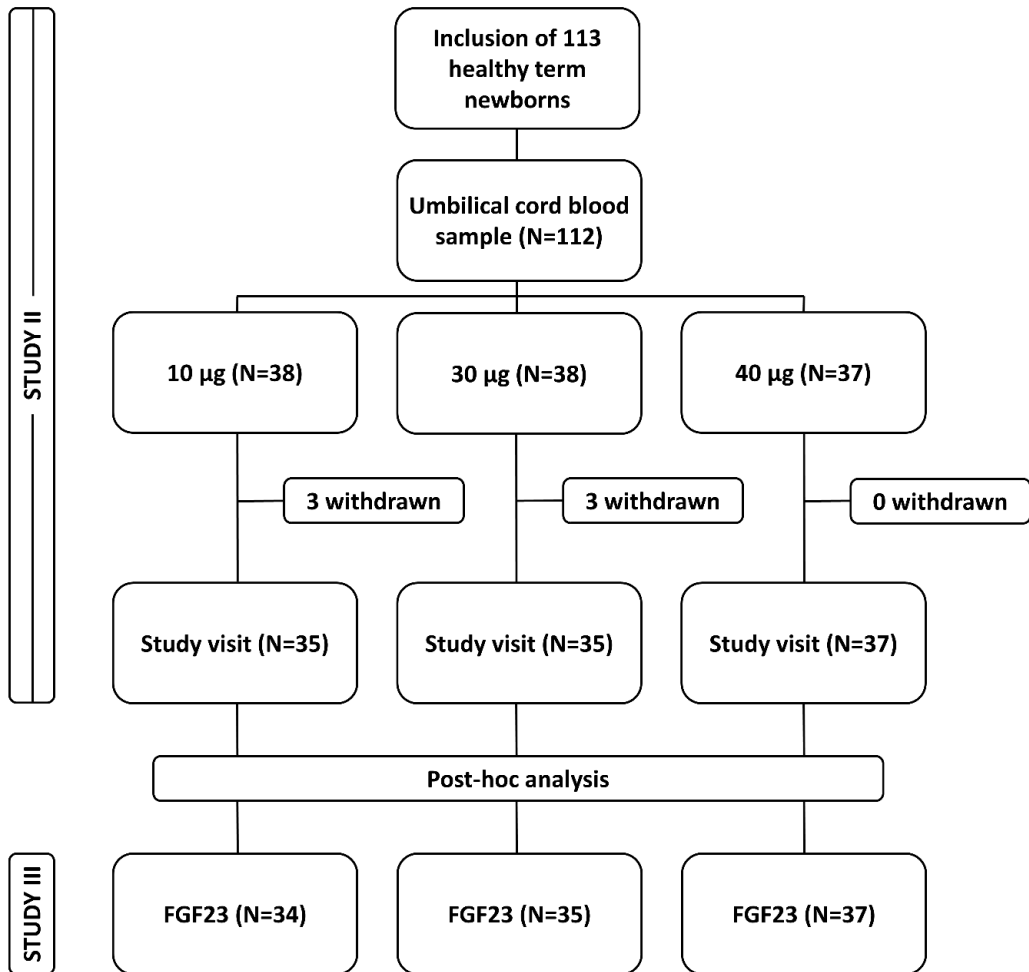 Inclusion of 113
healthy term
newborns
Umbilical cord blood
sample (N=112)
STUDY II
10 µg (N=38)
30 µg (N=38)
40 µg (N=37)
3 withdrawn
3 withdrawn
0 withdrawn
Study visit (N=35)
Study visit (N=35)
Study visit (N=37)
Post-hoc analysis
STUDY III
FGF23 (N=34)
FGF23 (N=35)
FGF23 (N=37)